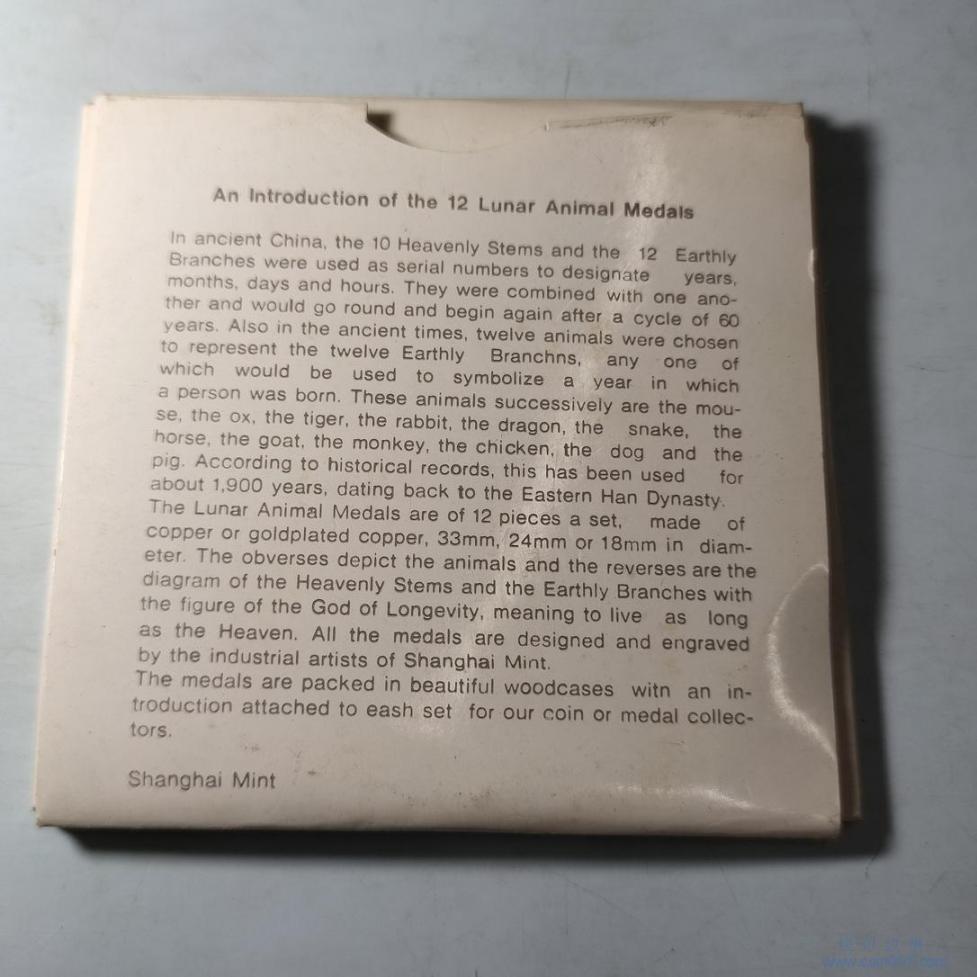 An Introduction of the 12 Lunar Animal Medals
In ancient China, the 10 Heavenly Stems and the 12 Earthly
Branches were used as serial numbers to designate years,
months, days and hours. They were combined with one ano-
ther and would go round and begin again after a cycle of 60
years. Also in the ancient times, twelve animals were chosen
to represent the twelve Earthly Branchns, any one of
which would be used to symbolize a year in which
a person was born. These animals successively are the mou-
se, the ox, the tiger, the rabbit, the dragon, the snake, the
horse, the goat, the monkey, the chicken, the dog and the
pig. According to historical records, this has been used for
about 1,900 years, dating back to the Eastern Han Dynasty.
The Lunar Animal Medals are of 12 pieces a set, made of
copper or goldplated copper, 33mm, 24mm or 18mm in diam-
eter. The obverses depict the animals and the reverses are the
diagram of the Heavenly Stems and the Earthly Branches with
the figure of the God of Longevity, meaning to live as long
as the Heaven. All the medals are designed and engraved
by the industrial artists of Shanghai Mint.
The medals are packed in beautiful woodcases witn an in-
troduction attached to eash set for our coin or medal collec-
tors.
Shanghai Mint